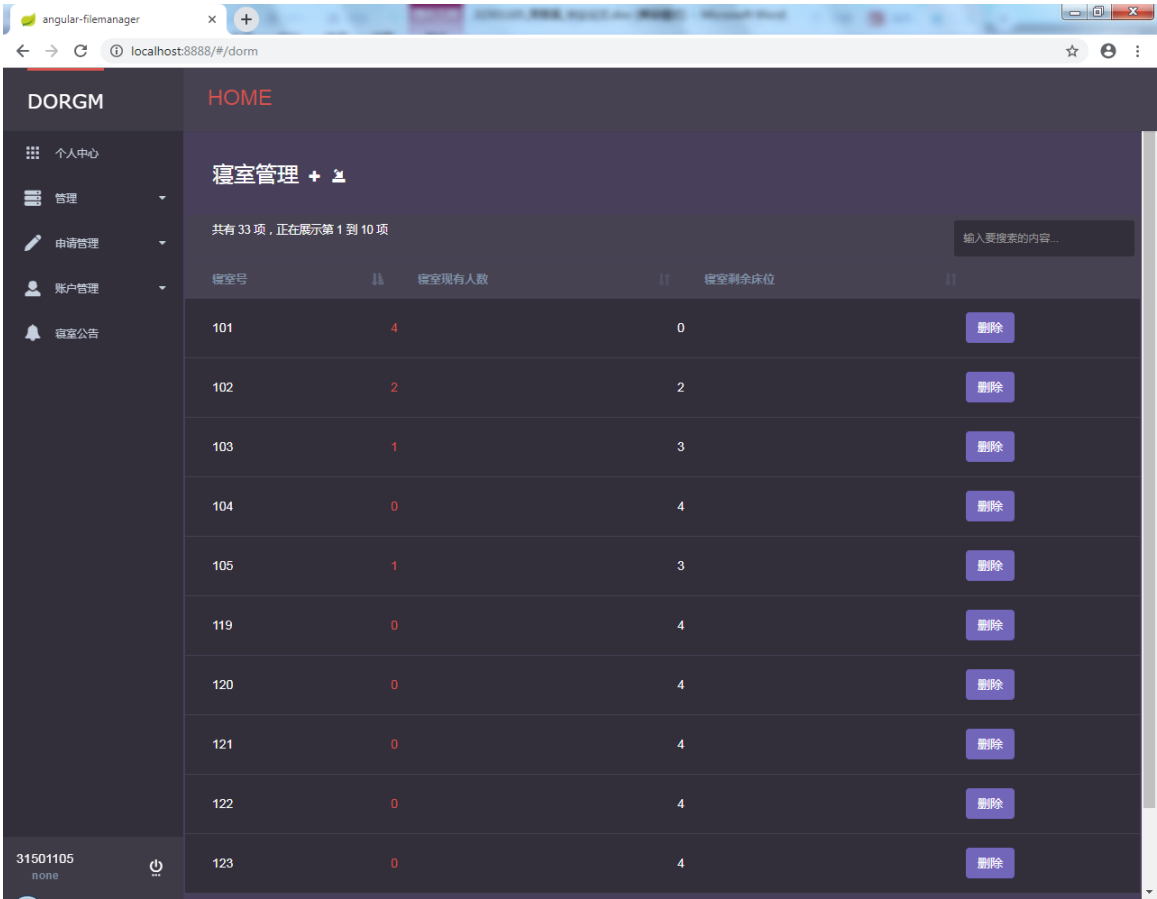 angular-filemanager
localhost:8888/#/dorm
DORGM
HOME
个人中心
管理
申请管理
账户管理
寝室公告
寝室管理
共有 33 项，正在展示第 1 到 10 项
输入要搜索的内容...
寝室号 寝室现有人数 寝室剩余床位
101 4 0 删除
102 2 2 删除
103 1 3 删除
104 0 4 删除
105 1 3 删除
119 0 4 删除
120 0 4 删除
121 0 4 删除
122 0 4 删除
123 0 4 删除
31501105
none